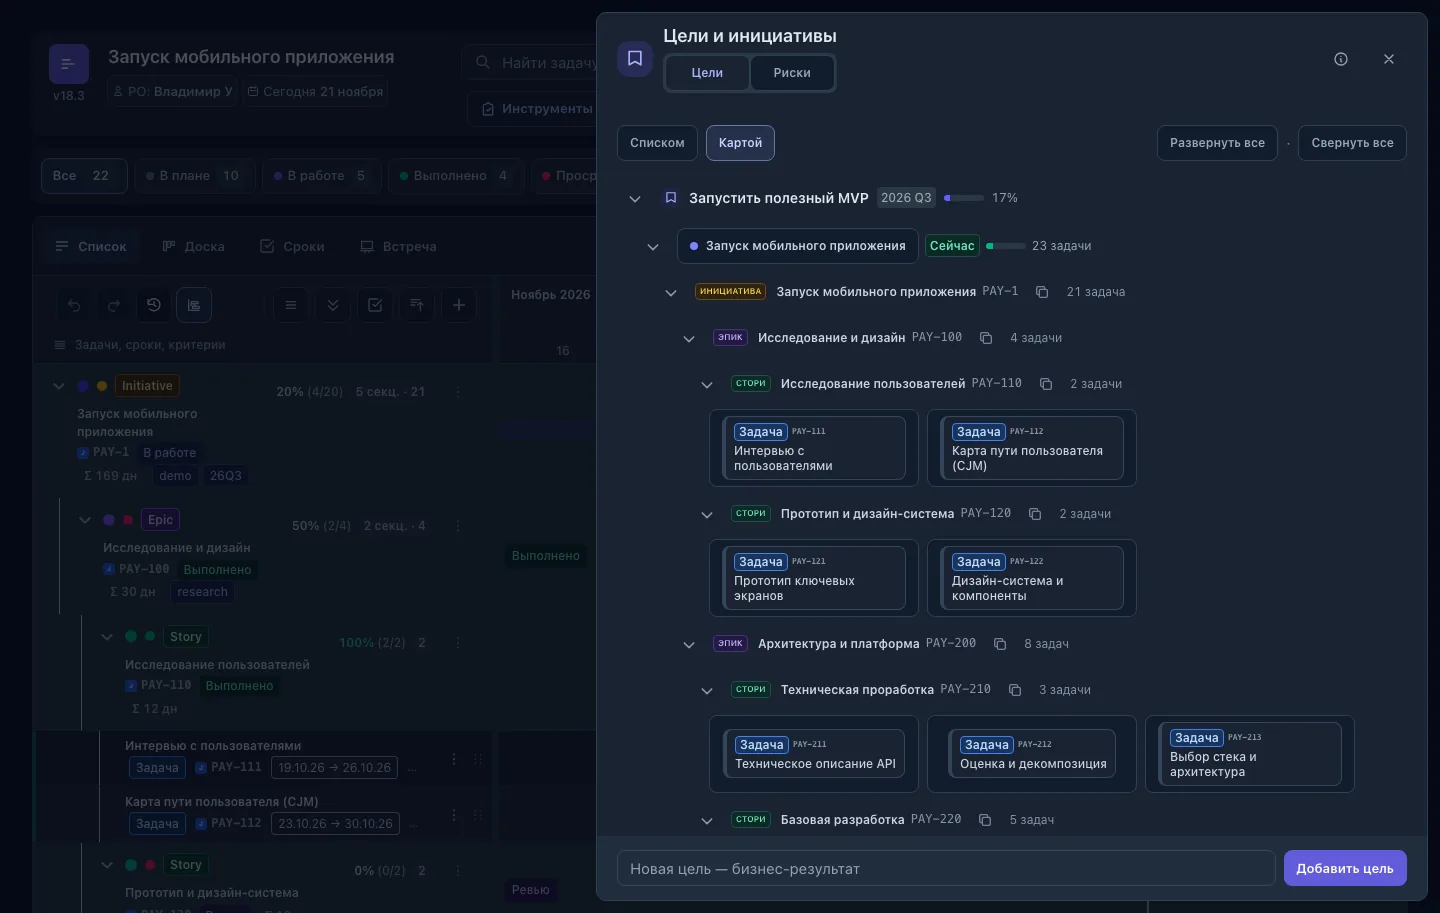 Запуск мобильного приложения
v18.3
PO: Владимир У
Сегодня 21 ноября
Найти задачу
Инструменты
Все 22
В плане 10
В работе 5
Выполнено 4
Список
Доска
Сроки
Встреча
Ноябрь 2026
Задачи, сроки, критерии
16
Initiative
20% (4/20) 5 секц. · 21
Запуск мобильного
приложения
PAY-1 В работе
Σ 169 дн demo 26Q3
Epic
50% (2/4) 2 секц. · 4
Исследование и дизайн
PAY-100 Выполнено
Σ 30 дн research
Выполнено
Story
100% (2/2) 2
Исследование пользователей
PAY-110 Выполнено
Σ 12 дн
Интервью с пользователями
Задача PAY-111 19.10.26 → 26.10.26 ...
Карта пути пользователя (CJM)
Задача PAY-112 23.10.26 → 30.10.26 ...
Story
0% (0/2) 2
Прототип и дизайн-система
Ревью
Цели и инициативы
Цели Риски
Списком Картой
Развернуть все · Свернуть все
Запустить полезный MVP 2026 Q3 17%
Запуск мобильного приложения Сейчас 23 задачи
ИНИЦИАТИВА Запуск мобильного приложения PAY-1 21 задача
ЭПИК Исследование и дизайн PAY-100 4 задачи
СТОРИ Исследование пользователей PAY-110 2 задачи
Задача PAY-111
Интервью с
пользователями
Задача PAY-112
Карта пути пользователя
(CJM)
СТОРИ Прототип и дизайн-система PAY-120 2 задачи
Задача PAY-121
Прототип ключевых
экранов
Задача PAY-122
Дизайн-система и
компоненты
ЭПИК Архитектура и платформа PAY-200 8 задач
СТОРИ Техническая проработка PAY-210 3 задачи
Задача PAY-211
Техническое описание API
Задача PAY-212
Оценка и декомпозиция
Задача PAY-213
Выбор стека и
архитектура
СТОРИ Базовая разработка PAY-220 5 задач
Новая цель — бизнес-результат
Добавить цель